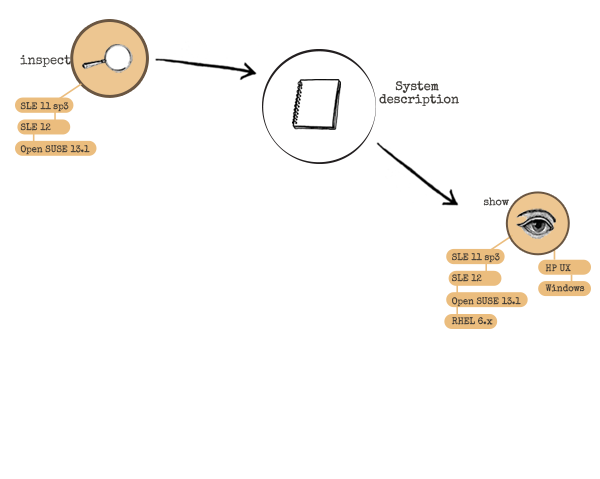 inspect
SLE 11 sp3
SLE 12
Open SUSE 13.1
System
description
show
SLE 11 sp3
SLE 12
Open SUSE 13.1
RHEL 6.x
HP UX
Windows